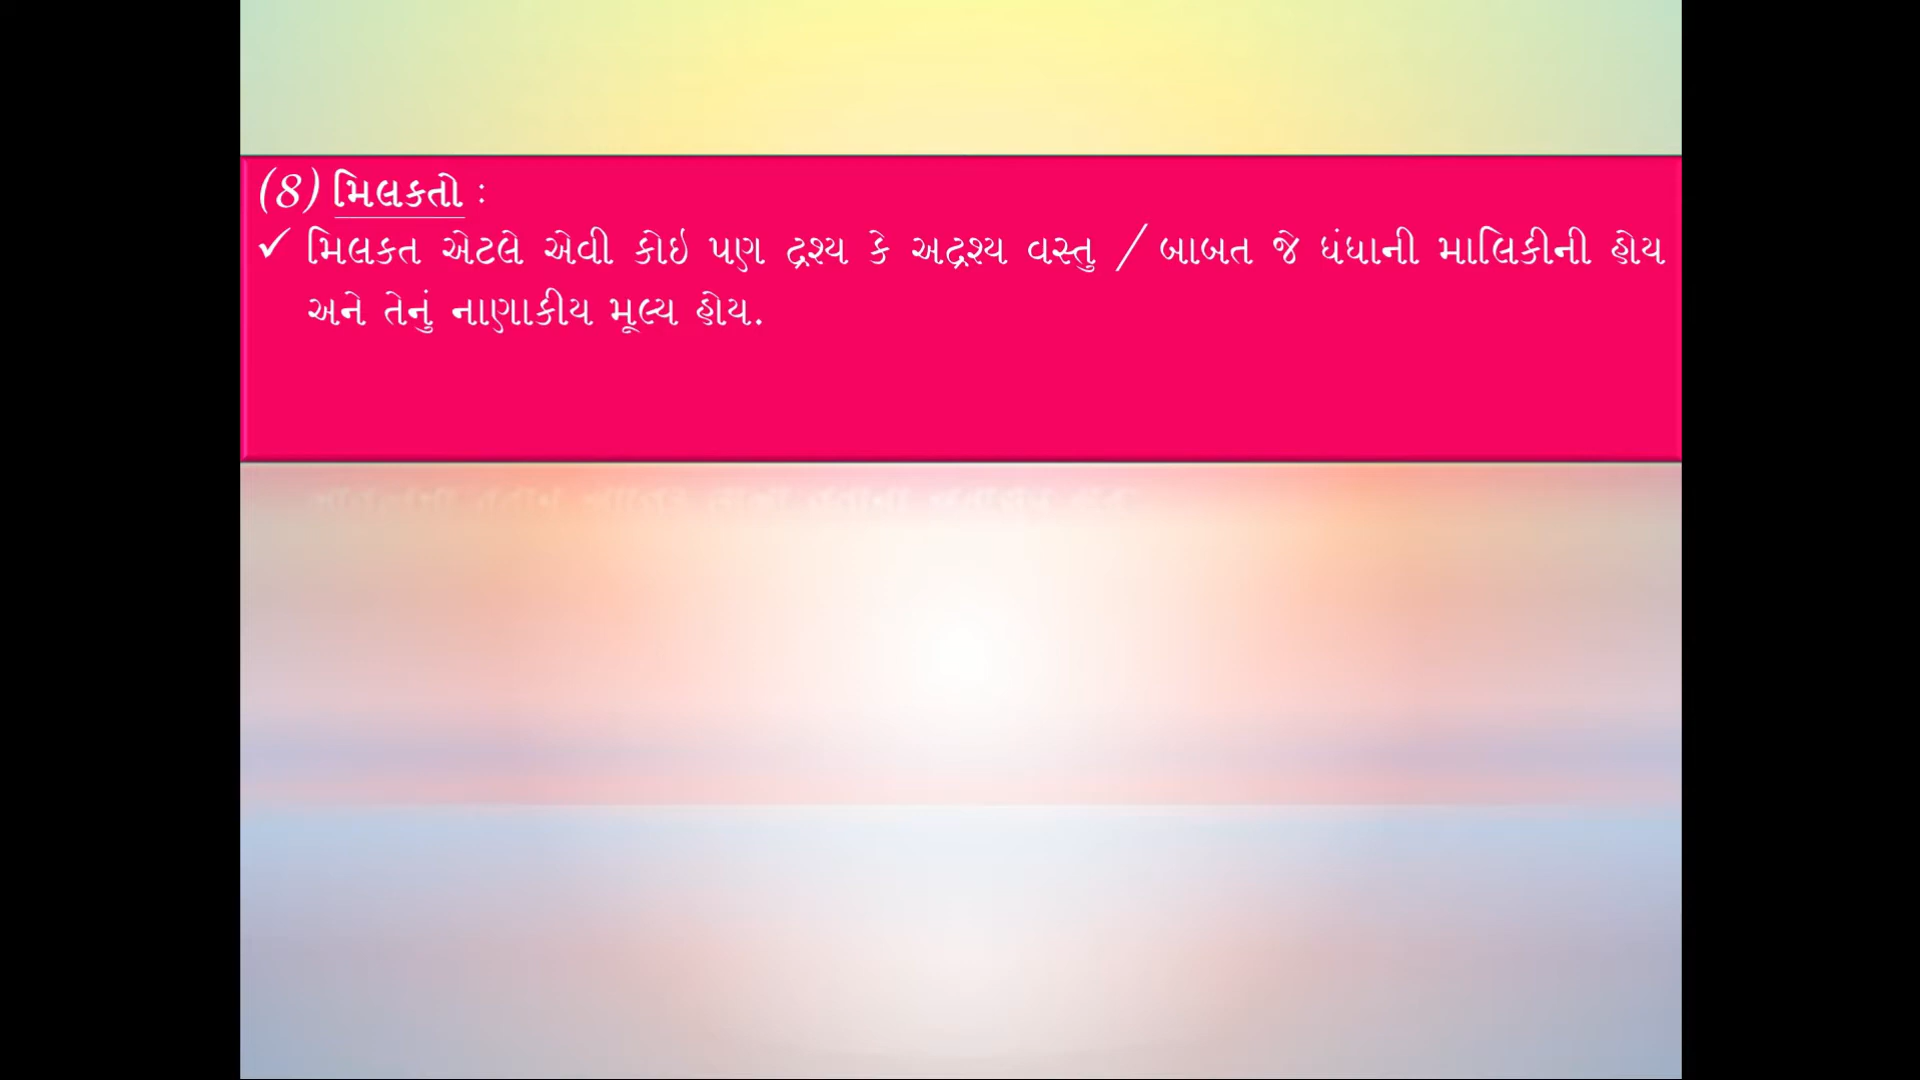 (8) મિલકતો :
✓ મિલકત એટલે એવી કોઇ પણ દ્રશ્ય કે અદ્રશ્ય વસ્તુ / બાબત જે ધંધાની માલિકીની હોય
અને તેનું નાણાકીય મૂલ્ય હોય.